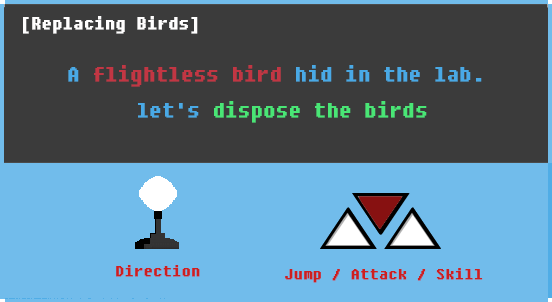 [Replacing Birds]
A flightless bird hid in the lab.
let's dispose the birds
Direction
Jump / Attack / Skill